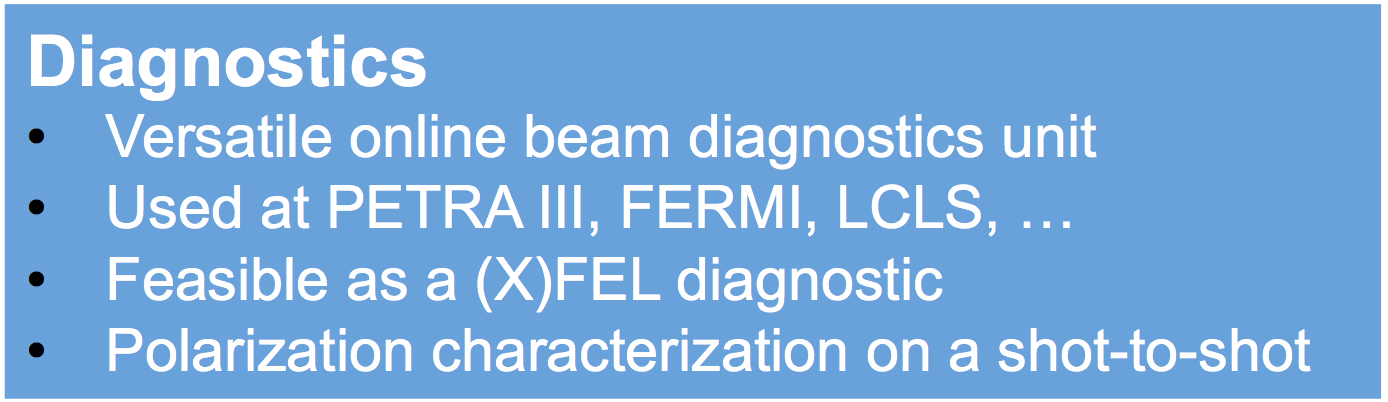 Diagnostics
• Versatile online beam diagnostics unit
• Used at PETRA III, FERMI, LCLS, …
• Feasible as a (X)FEL diagnostic
• Polarization characterization on a shot-to-shot